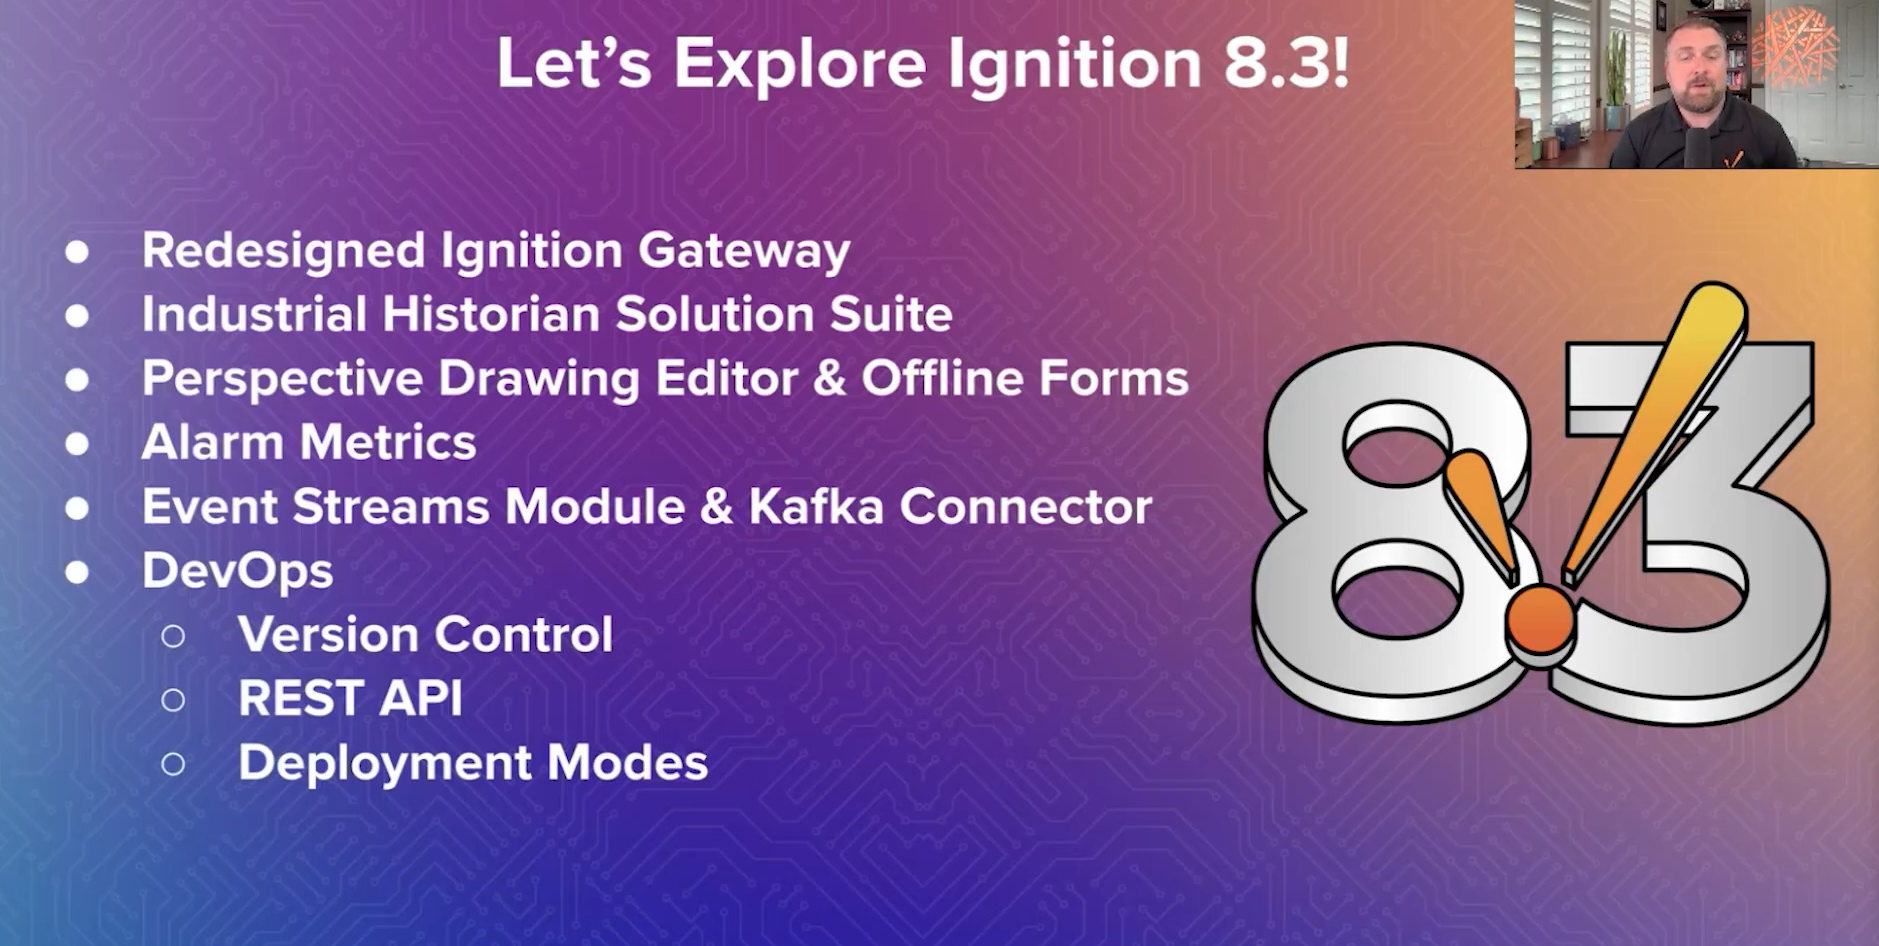 Let's Explore Ignition 8.3!
● Redesigned Ignition Gateway
● Industrial Historian Solution Suite
● Perspective Drawing Editor & Offline Forms
● Alarm Metrics
● Event Streams Module & Kafka Connector
● DevOps
○ Version Control
○ REST API
○ Deployment Modes
8.3